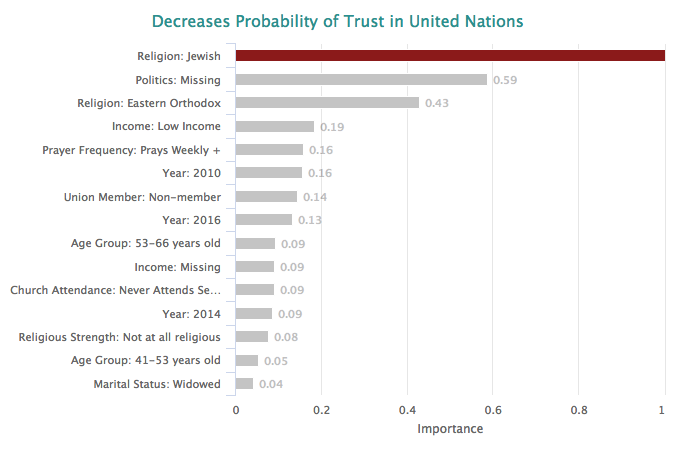 Decreases Probability of Trust in United Nations
Religion: Jewish
Politics: Missing 0.59
Religion: Eastern Orthodox 0.43
Income: Low Income 0.19
Prayer Frequency: Prays Weekly + 0.16
Year: 2010 0.16
Union Member: Non-member 0.14
Year: 2016 0.13
Age Group: 53-66 years old 0.09
Income: Missing 0.09
Church Attendance: Never Attends Se... 0.09
Year: 2014 0.09
Religious Strength: Not at all religious 0.08
Age Group: 41-53 years old 0.05
Marital Status: Widowed 0.04
0 0.2 0.4 0.6 0.8 1
Importance